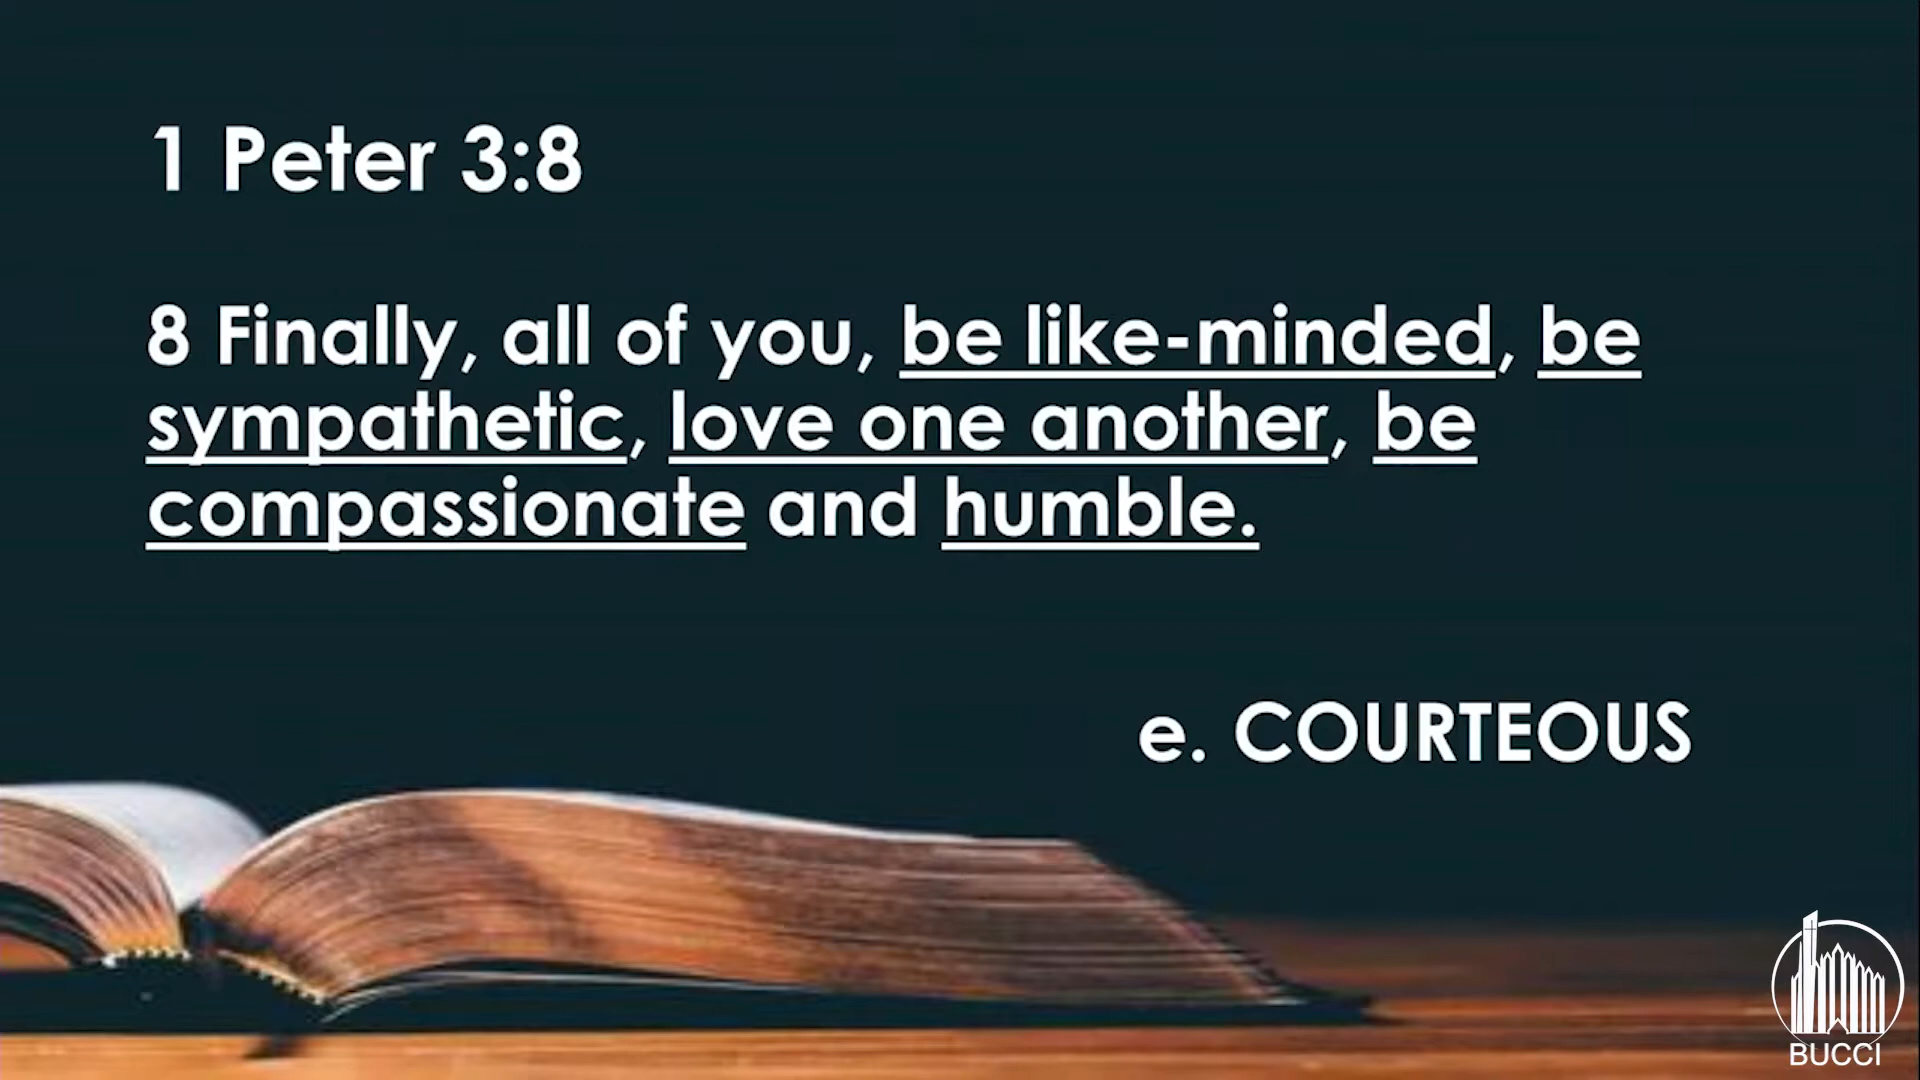 1 Peter 3:8
8 Finally, all of you, be like-minded, be
sympathetic, love one another, be
compassionate and humble.
e. COURTEOUS
BUCCI